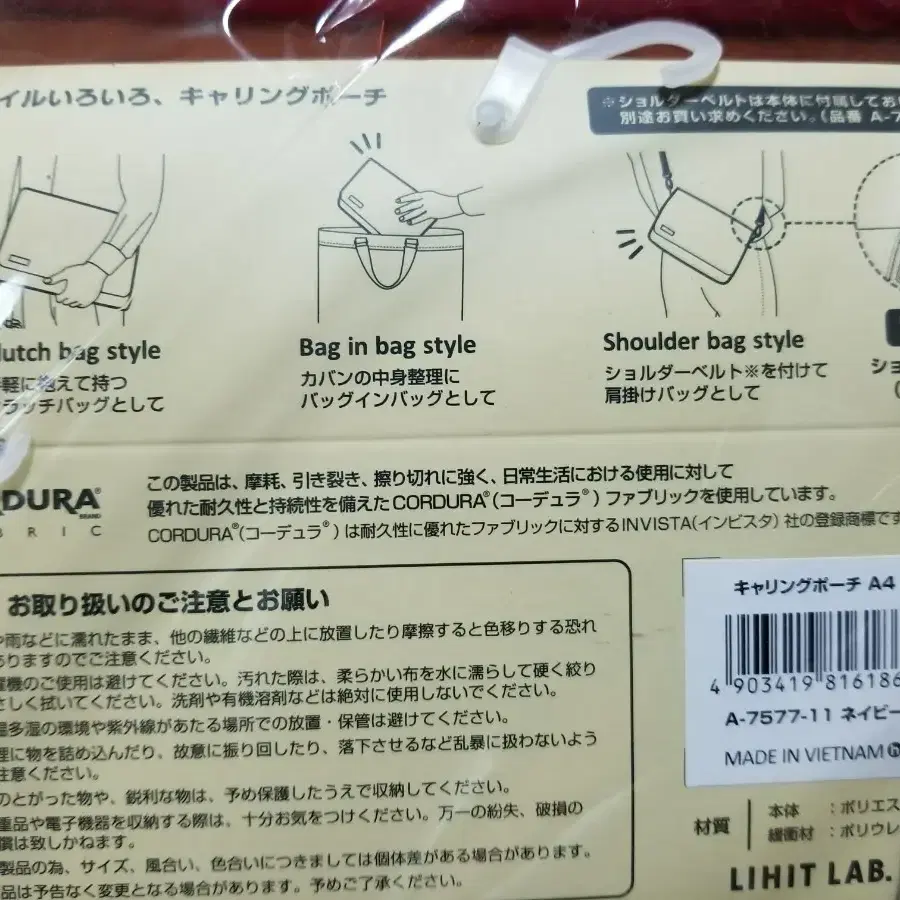 イルいろいろ、キャリングポーチ
※ショルダーベルトは本体に付属してお
別途お買い求めください。(品番 A-7
lutch bag style
軽に抱えて持つ
ラッチバッグとして
Bag in bag style
カバンの中身整理に
バッグインバッグとして
Shoulder bag style
ショルダーベルト※を付けて
肩掛けバッグとして
ショ
DURA®
BRAND
BRIC
この製品は、摩耗、引き裂き、擦り切れに強く、日常生活における使用に対して
優れた耐久性と持続性を備えたCORDURA®(コーデュラ®)ファブリックを使用しています。
CORDURA®(コーデュラ®)は耐久性に優れたファブリックに対するINVISTA(インビスタ)社の登録商標です
お取り扱いのご注意とお願い
や雨などに濡れたまま、他の繊維などの上に放置したり摩擦すると色移りする恐れ
ありますのでご注意ください。
濯機のご使用は避けてください。汚れた際は、柔らかい布を水に濡らして硬く絞り
さしく拭いてください。洗剤や有機溶剤などは絶対に使用しないでください。
温多湿の環境や紫外線があたる場所での放置・保管は避けてください。
理に物を詰め込んだり、故意に振り回したり、落下させるなど乱暴に扱わないよう
注意ください。
のとがった物や、鋭利な物は、予め保護したうえで収納してください。
重品や電子機器を収納する際は、十分お気をつけください。万一の紛失、破損の
償は致しかねます。
製品の為、サイズ、風合い、色合いにつきましては個体差がある場合があります。
品は予告なく変更となる場合があります。予めご了承ください。
キャリングポーチ A4
4 903419 816186
A-7577-11 ネイビー
MADE IN VIETNAM
材質
本体 :ポリエス
緩衝材 :ポリウレ
LIHIT LAB.